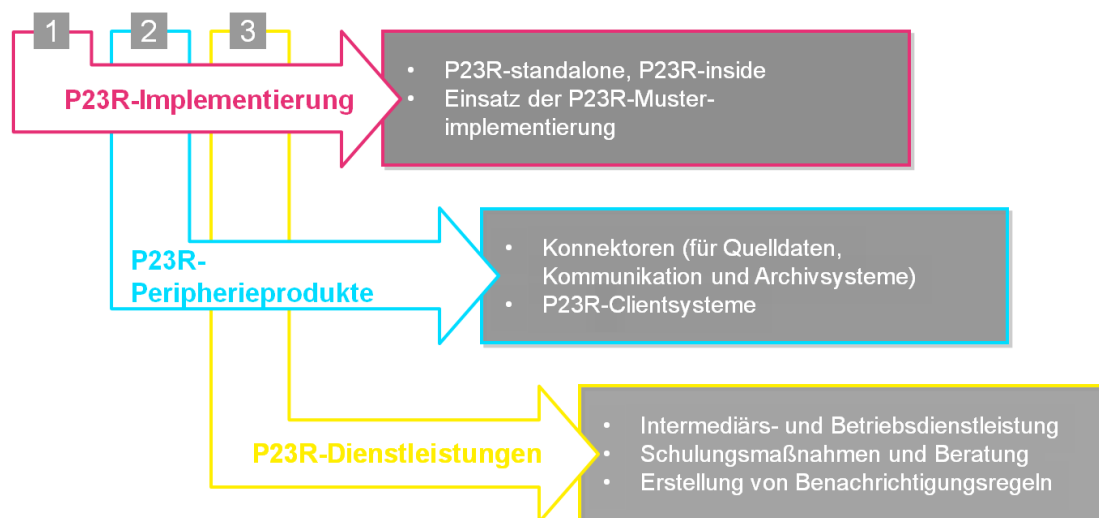 1
2
3
P23R-Implementierung
• P23R-standalone, P23R-inside
• Einsatz der P23R-Muster-
implementierung
P23R-
Peripherieprodukte
• Konnektoren (für Quelldaten,
Kommunikation und Archivsysteme)
• P23R-Clientsysteme
P23R-Dienstleistungen
• Intermediärs- und Betriebsdienstleistung
• Schulungsmaßnahmen und Beratung
• Erstellung von Benachrichtigungsregeln